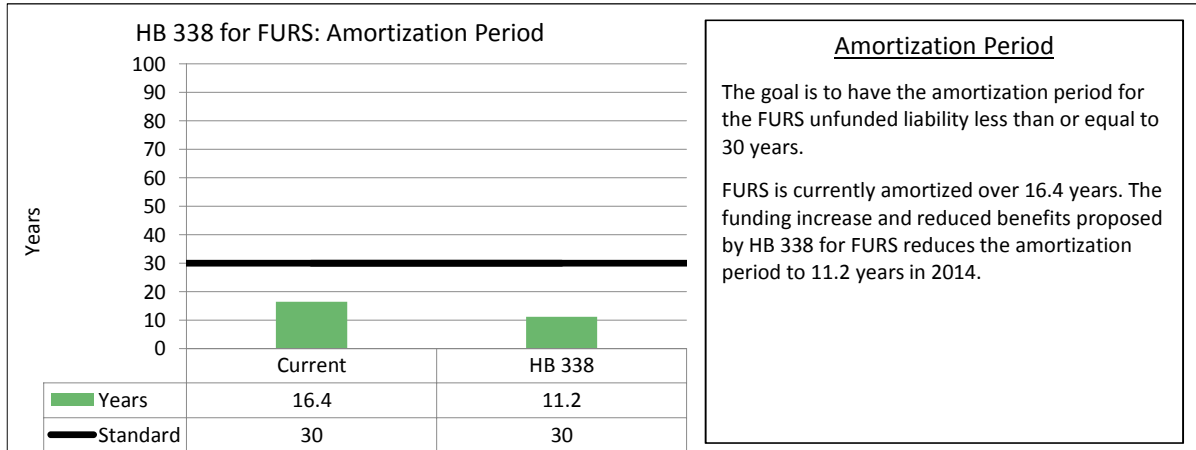 HB 338 for FURS: Amortization Period
Years
100
90
80
70
60
50
40
30
20
10
0
Current HB 338
Years 16.4 11.2
Standard 30 30
Amortization Period
The goal is to have the amortization period for
the FURS unfunded liability less than or equal to
30 years.
FURS is currently amortized over 16.4 years. The
funding increase and reduced benefits proposed
by HB 338 for FURS reduces the amortization
period to 11.2 years in 2014.